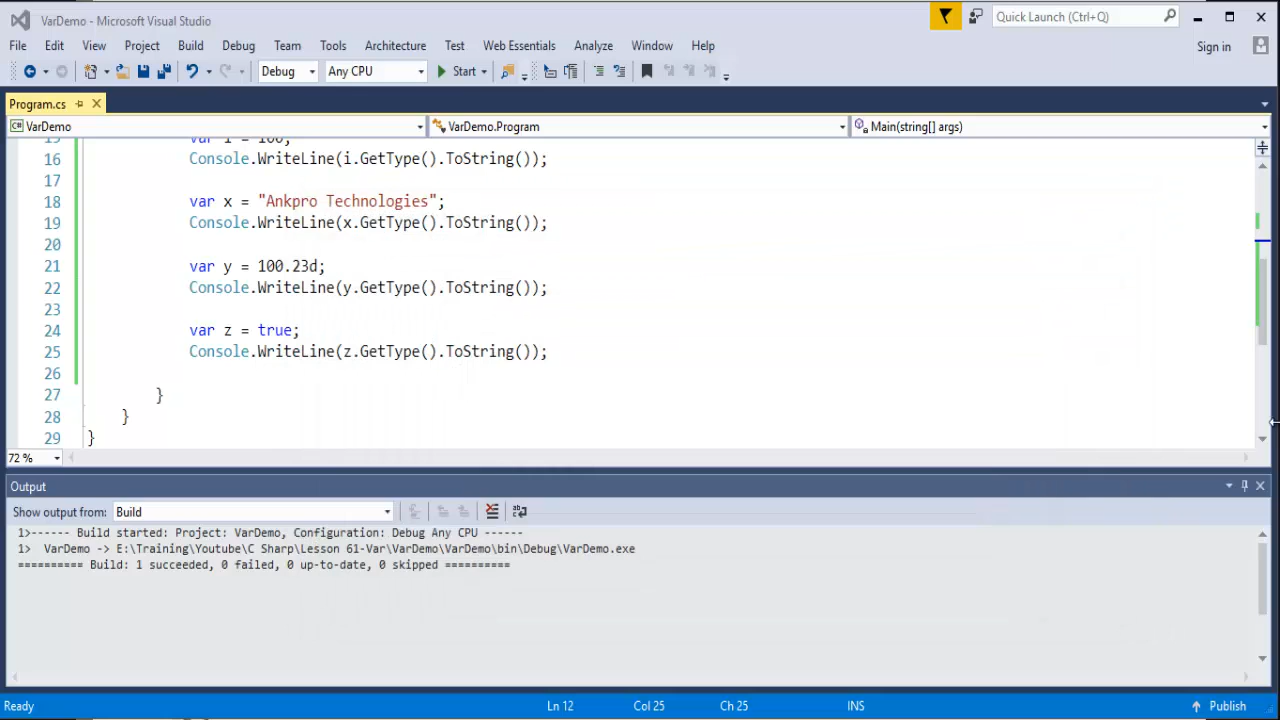 VarDemo - Microsoft Visual Studio
Quick Launch (Ctrl+Q)
File Edit View Project Build Debug Team Tools Architecture Test Web Essentials Analyze Window Help
Sign in
Debug Any CPU Start
Program.cs
VarDemo VarDemo.Program Main(string[] args)
15 var i = 100;
16 Console.WriteLine(i.GetType().ToString());
17
18 var x = "Ankpro Technologies";
19 Console.WriteLine(x.GetType().ToString());
20
21 var y = 100.23d;
22 Console.WriteLine(y.GetType().ToString());
23
24 var z = true;
25 Console.WriteLine(z.GetType().ToString());
26
27 }
28 }
29 }
72 %
Output
Show output from: Build
1>------ Build started: Project: VarDemo, Configuration: Debug Any CPU ------
1> VarDemo -> E:\Training\Youtube\C Sharp\Lesson 61-Var\VarDemo\VarDemo\bin\Debug\VarDemo.exe
========== Build: 1 succeeded, 0 failed, 0 up-to-date, 0 skipped ==========
Ready Ln 12 Col 25 Ch 25 INS Publish